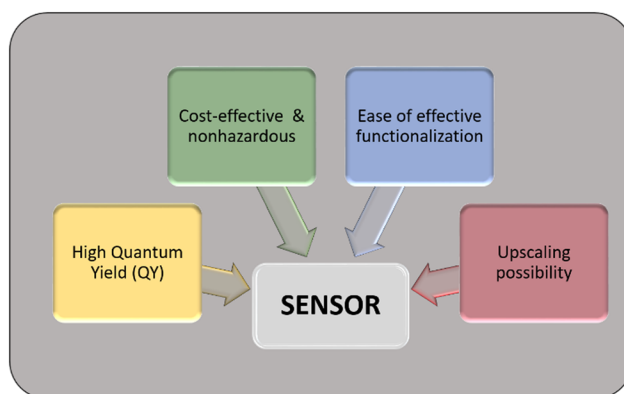 Cost-effective &
nonhazardous
Ease of effective
functionalization
High Quantum
Yield (QY)
Upscaling
possibility
SENSOR